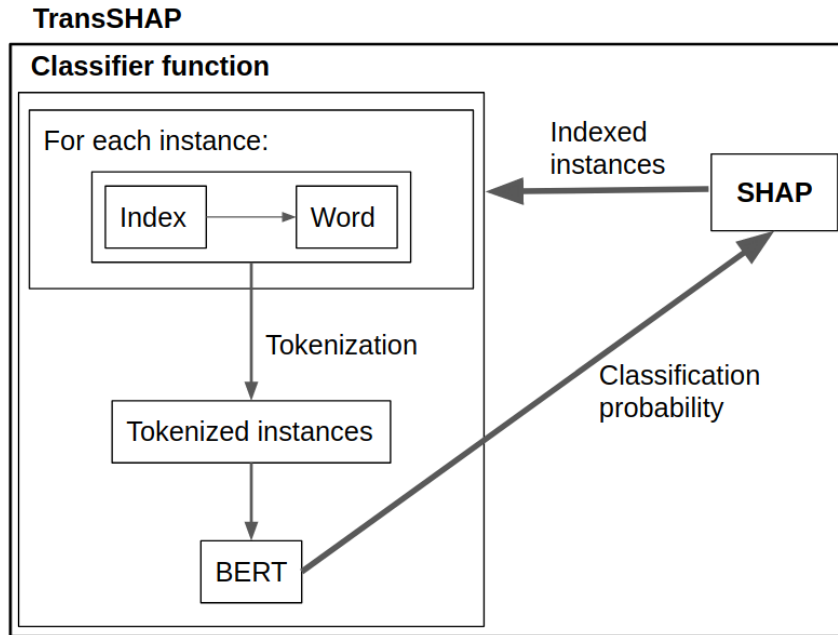 TransSHAP
Classifier function
For each instance:
Index
Word
Tokenization
Tokenized instances
BERT
Indexed
instances
SHAP
Classification
probability